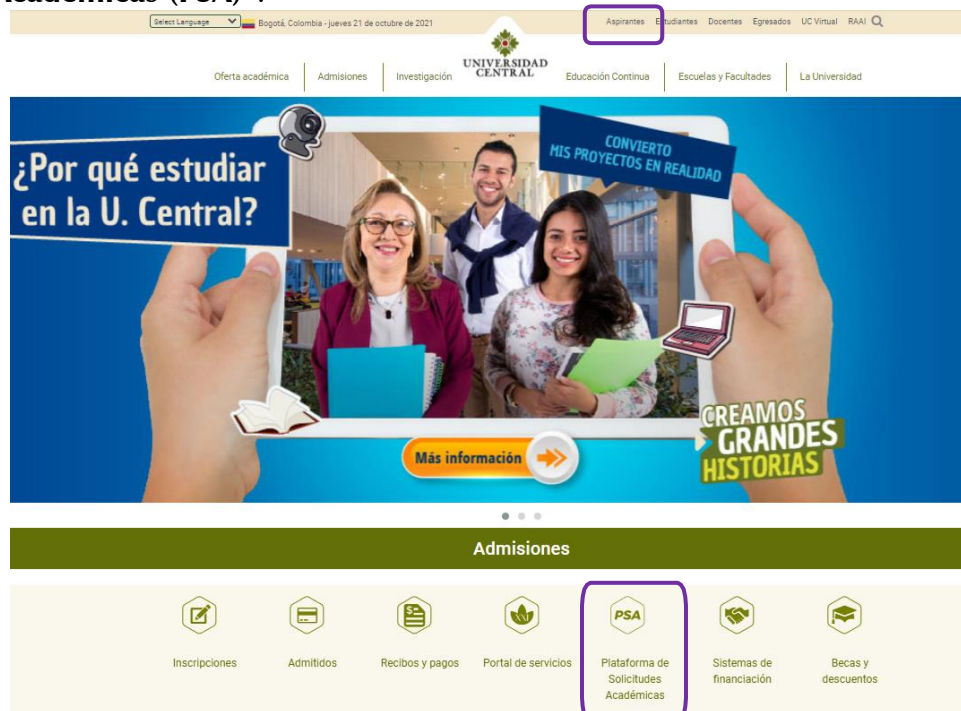 Académicas (PSA)".
Select Language Bogotá, Colombia - jueves 21 de octubre de 2021 Aspirantes Estudiantes Docentes Egresados UC Virtual RAAI
UNIVERSIDAD
CENTRAL
Oferta académica Admisiones Investigación Educación Continua Escuelas y Facultades La Universidad
¿Por qué estudiar
en la U. Central?
CONVIERTO
MIS PROYECTOS EN REALIDAD
CREAMOS
GRANDES
HISTORIAS
Más información
Admisiones
PSA
Inscripciones Admitidos Recibos y pagos Portal de servicios Plataforma de Sistemas de Becas y
Solicitudes financiación descuentos
Académicas